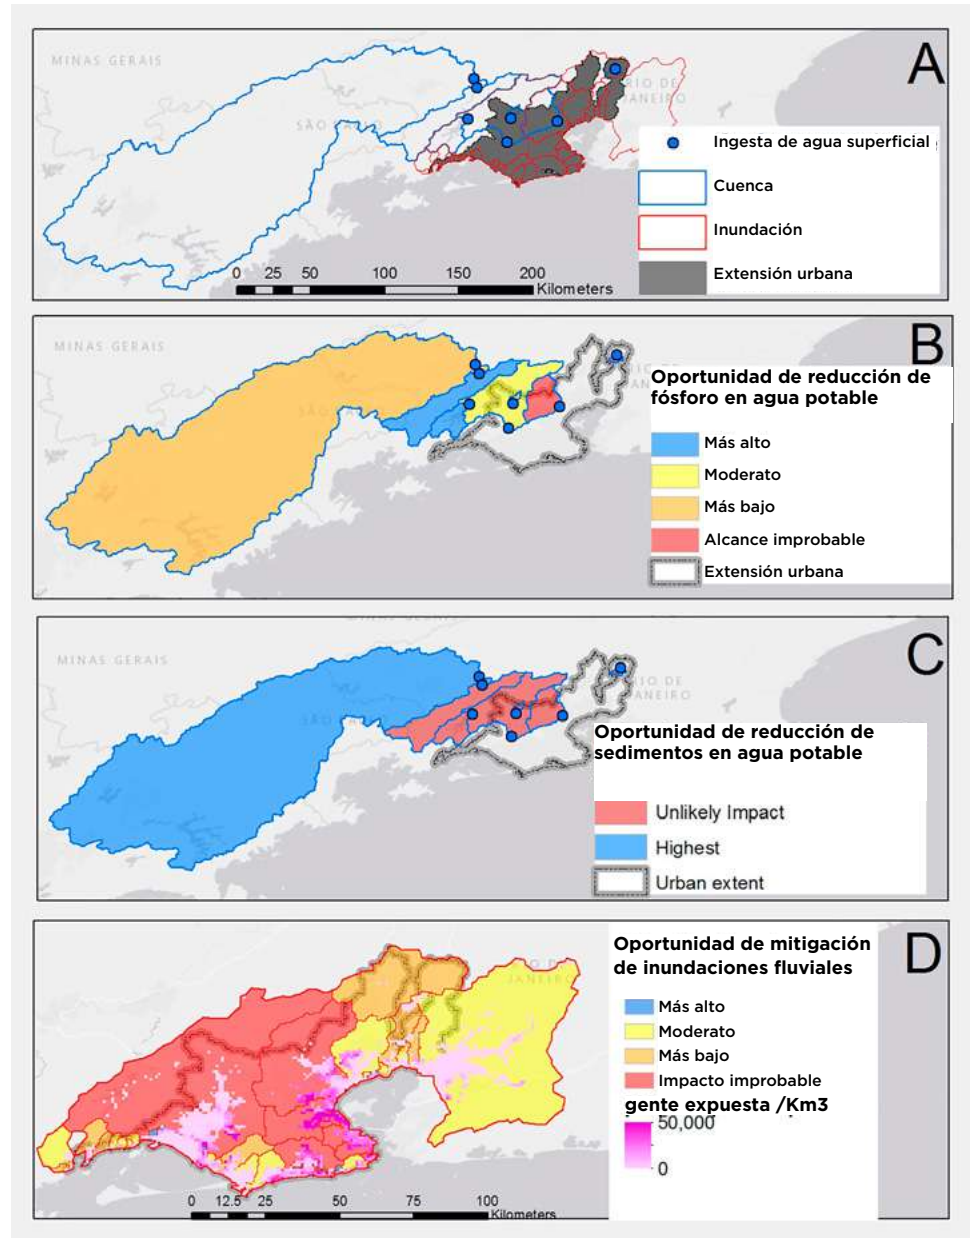 A
MINAS GERAIS
RIO DE
JANEIRO
SÃO PAULO
Ingesta de agua superficial
Cuenca
Inundación
Extensión urbana
0 25 50 100 150 200
Kilometers
B
MINAS GERAIS
Oportunidad de reducción de
fósforo en agua potable
Más alto
Moderato
Más bajo
Alcance improbable
Extensión urbana
C
MINAS GERAIS
RIO DE
JANEIRO
Oportunidad de reducción de
sedimentos en agua potable
Unlikely Impact
Highest
Urban extent
D
Oportunidad de mitigación
de inundaciones fluviales
Más alto
Moderato
Más bajo
Impacto improbable
gente expuesta /Km3
50,000
0
0 12.5 25 50 75 100
Kilometers